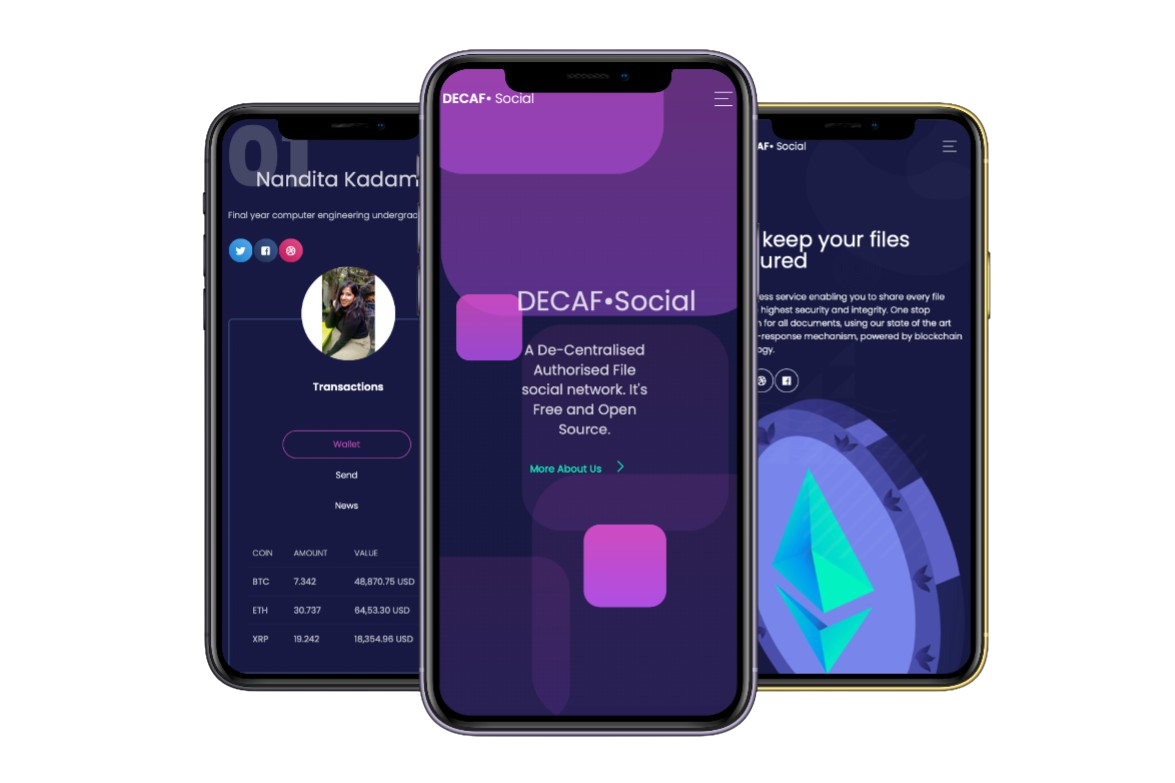 01
Nandita Kadam
Final year computer engineering undergrad
Transactions
Wallet
Send
News
COIN AMOUNT VALUE
BTC 7.342 48,870.75 USD
ETH 30.737 64,53.30 USD
XRP 19.242 18,354.96 USD
DECAF• Social
DECAF•Social
A De-Centralised
Authorised File
social network. It's
Free and Open
Source.
More About Us
AF• Social
keep your files
ured
ess service enabling you to share every file
highest security and integrity. One stop
n for all documents, using our state of the art
-response mechanism, powered by blockchain
ogy.